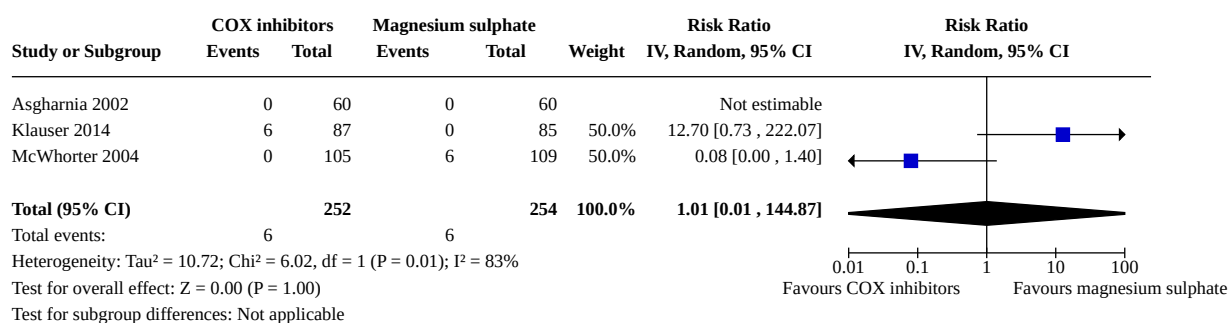 COX inhibitors Magnesium sulphate Risk Ratio Risk Ratio
Study or Subgroup Events Total Events Total Weight IV, Random, 95% CI IV, Random, 95% CI
Asgharnia 2002 0 60 0 60 Not estimable
Klauser 2014 6 87 0 85 50.0% 12.70 [0.73 , 222.07]
McWhorter 2004 0 105 6 109 50.0% 0.08 [0.00 , 1.40]
Total (95% CI) 252 254 100.0% 1.01 [0.01 , 144.87]
Total events: 6 6
Heterogeneity: Tau² = 10.72; Chi² = 6.02, df = 1 (P = 0.01); I² = 83%
0.01 0.1 1 10 100
Test for overall effect: Z = 0.00 (P = 1.00)
Favours COX inhibitors Favours magnesium sulphate
Test for subgroup differences: Not applicable